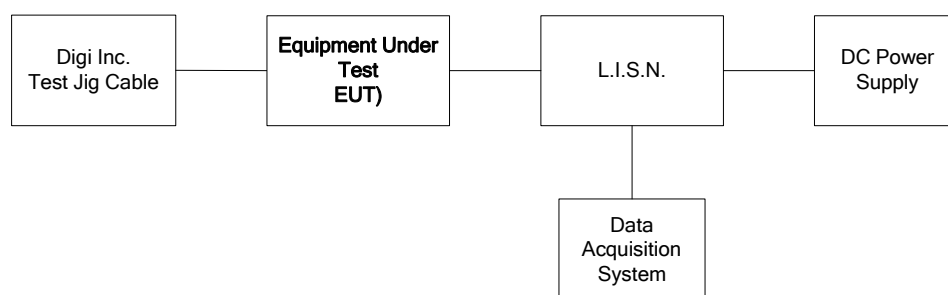 Digi Inc.
Test Jig Cable
Equipment Under
Test
EUT)
L.I.S.N.
DC Power
Supply
Data
Acquisition
System